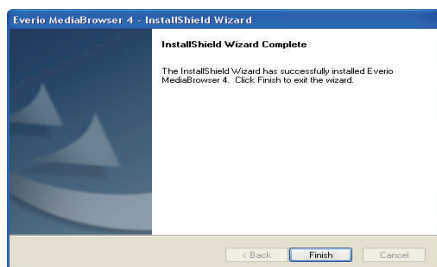 Everio MediaBrowser 4 - InstallShield Wizard
InstallShield Wizard Complete
The InstallShield Wizard has successfully installed Everio
MediaBrowser 4. Click Finish to exit the wizard.
< Back
Finish
Cancel